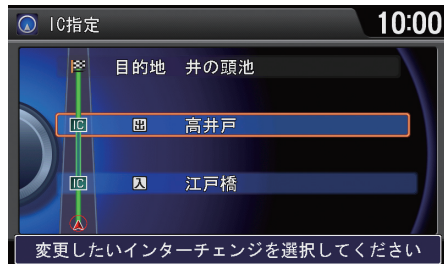 IC指定
10:00
目的地 井の頭池
IC 出 高井戸
IC 入 江戸橋
変更したいインターチェンジを選択してください